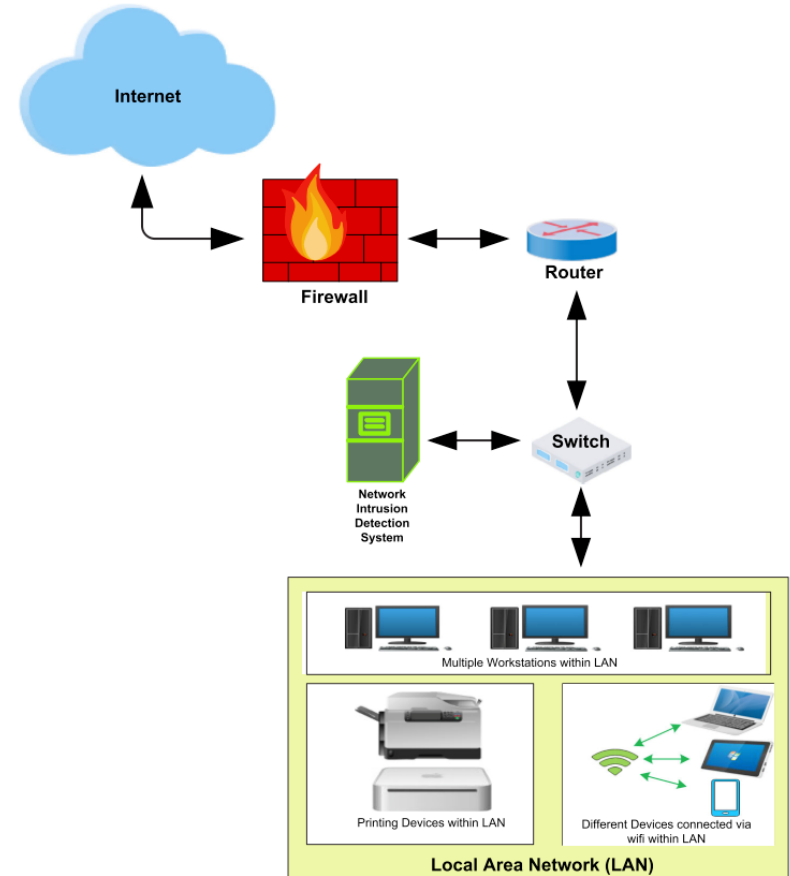 Internet
Firewall
Router
Switch
Network
Intrusion
Detection
System
Multiple Workstations within LAN
Printing Devices within LAN
Different Devices connected via
wifi within LAN
Local Area Network (LAN)